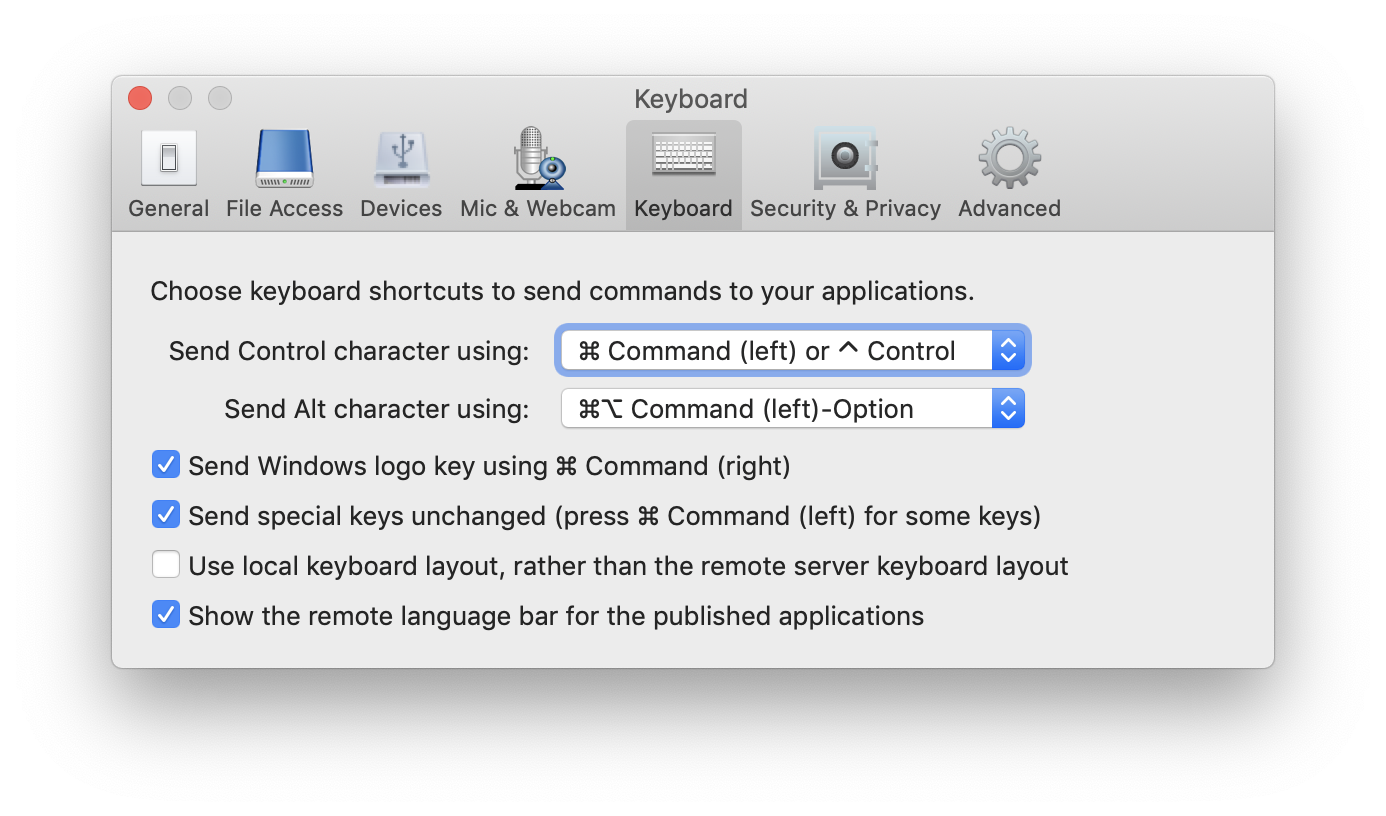 Keyboard
General File Access Devices Mic & Webcam Keyboard Security & Privacy Advanced
Choose keyboard shortcuts to send commands to your applications.
Send Control character using: ⌘ Command (left) or ^ Control
Send Alt character using: ⌘⌥ Command (left)-Option
Send Windows logo key using ⌘ Command (right)
Send special keys unchanged (press ⌘ Command (left) for some keys)
Use local keyboard layout, rather than the remote server keyboard layout
Show the remote language bar for the published applications